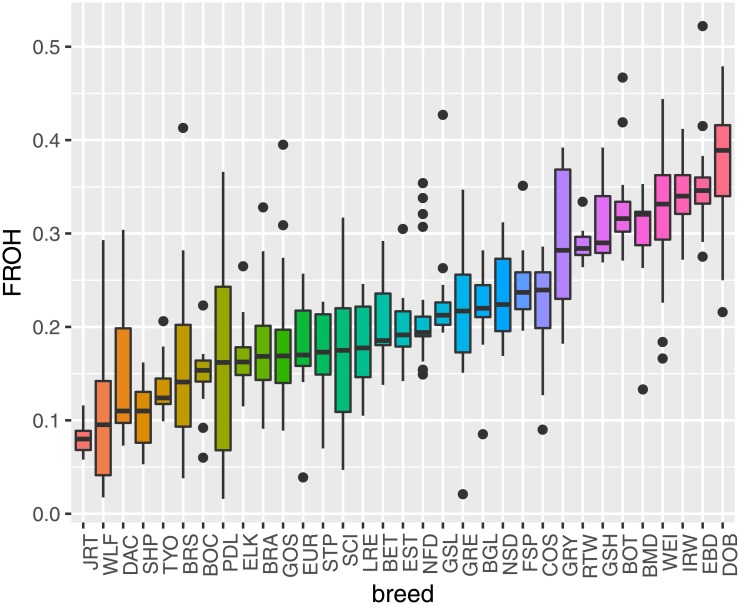 FROH
0.5
0.4
0.3
0.2
0.1
0.0
JRT WLF DAC SHP TYO BRS BOC PDL ELK BRA GOS EUR STP SCI LRE BET EST NFD GSL GRE BGL NSD FSP COS GRY RTW GSH BOT BMD WEI IRW EBD DOB
breed